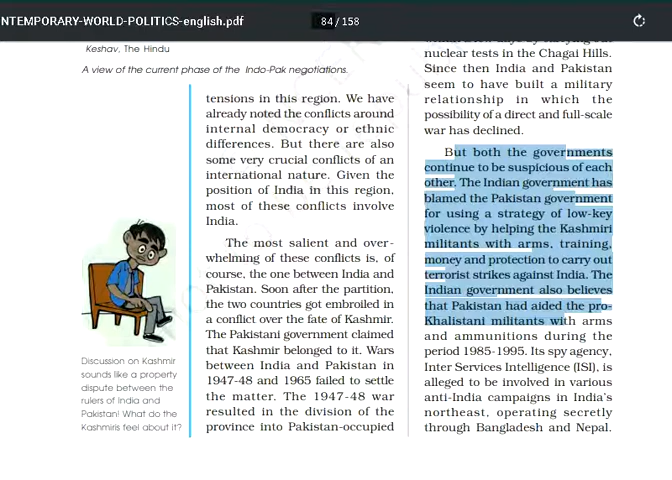 NTEMPORARY-WORLD-POLITICS-english.pdf
84 / 158
Keshav, The Hindu
A view of the current phase of the Indo-Pak negotiations.
tensions in this region. We have
already noted the conflicts around
internal democracy or ethnic
differences. But there are also
some very crucial conflicts of an
international nature. Given the
position of India in this region,
most of these conflicts involve
India.
The most salient and over-
whelming of these conflicts is, of
course, the one between India and
Pakistan. Soon after the partition,
the two countries got embroiled in
a conflict over the fate of Kashmir.
The Pakistani government claimed
that Kashmir belonged to it. Wars
between India and Pakistan in
1947-48 and 1965 failed to settle
the matter. The 1947-48 war
resulted in the division of the
province into Pakistan-occupied
Discussion on Kashmir
sounds like a property
dispute between the
rulers of India and
Pakistan! What do the
Kashmiris feel about it?
nuclear tests in the Chagai Hills.
Since then India and Pakistan
seem to have built a military
relationship in which the
possibility of a direct and full-scale
war has declined.
But both the governments
continue to be suspicious of each
other. The Indian government has
blamed the Pakistan government
for using a strategy of low-key
violence by helping the Kashmiri
militants with arms, training,
money and protection to carry out
terrorist strikes against India. The
Indian government also believes
that Pakistan had aided the pro-
Khalistani militants with arms
and ammunitions during the
period 1985-1995. Its spy agency,
Inter Services Intelligence (ISI), is
alleged to be involved in various
anti-India campaigns in India's
northeast, operating secretly
through Bangladesh and Nepal.